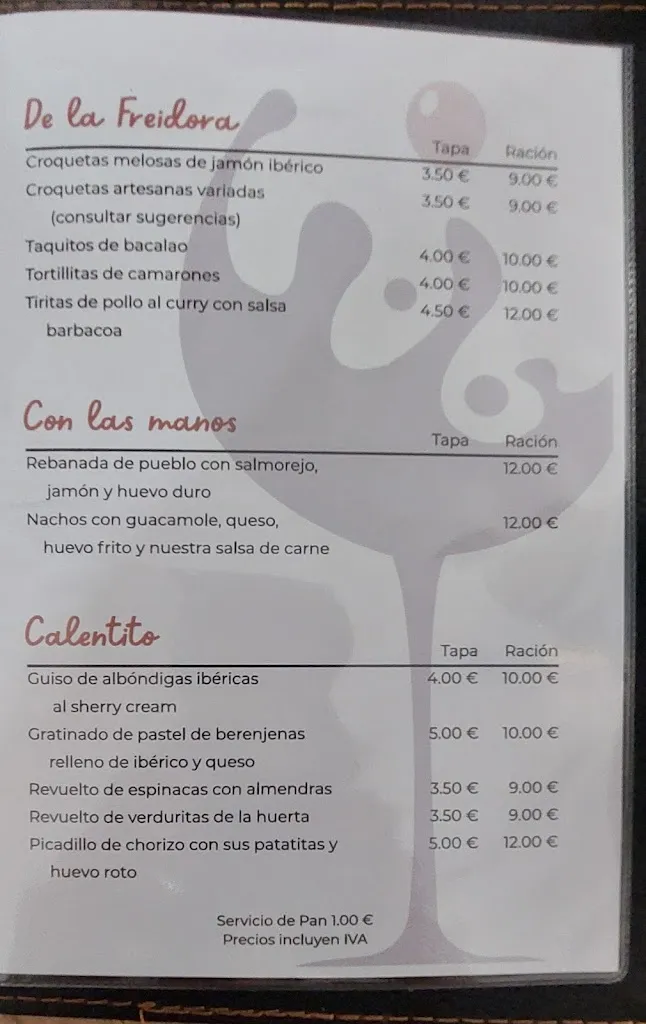 De la Freidora
Tapa Ración
Croquetas melosas de jamón ibérico 3.50 € 9.00 €
Croquetas artesanas variadas 3.50 € 9.00 €
(consultar sugerencias)
Taquitos de bacalao 4.00 € 10.00 €
Tortillitas de camarones 4.00 € 10.00 €
Tiritas de pollo al curry con salsa 4.50 € 12.00 €
barbacoa
Con las manos
Tapa Ración
Rebanada de pueblo con salmorejo, 12.00 €
jamón y huevo duro
Nachos con guacamole, queso, 12.00 €
huevo frito y nuestra salsa de carne
Calentito
Tapa Ración
Guiso de albóndigas ibéricas 4.00 € 10.00 €
al sherry cream
Gratinado de pastel de berenjenas 5.00 € 10.00 €
relleno de ibérico y queso
Revuelto de espinacas con almendras 3.50 € 9.00 €
Revuelto de verduritas de la huerta 3.50 € 9.00 €
Picadillo de chorizo con sus patatitas y 5.00 € 12.00 €
huevo roto
Servicio de Pan 1.00 €
Precios incluyen IVA